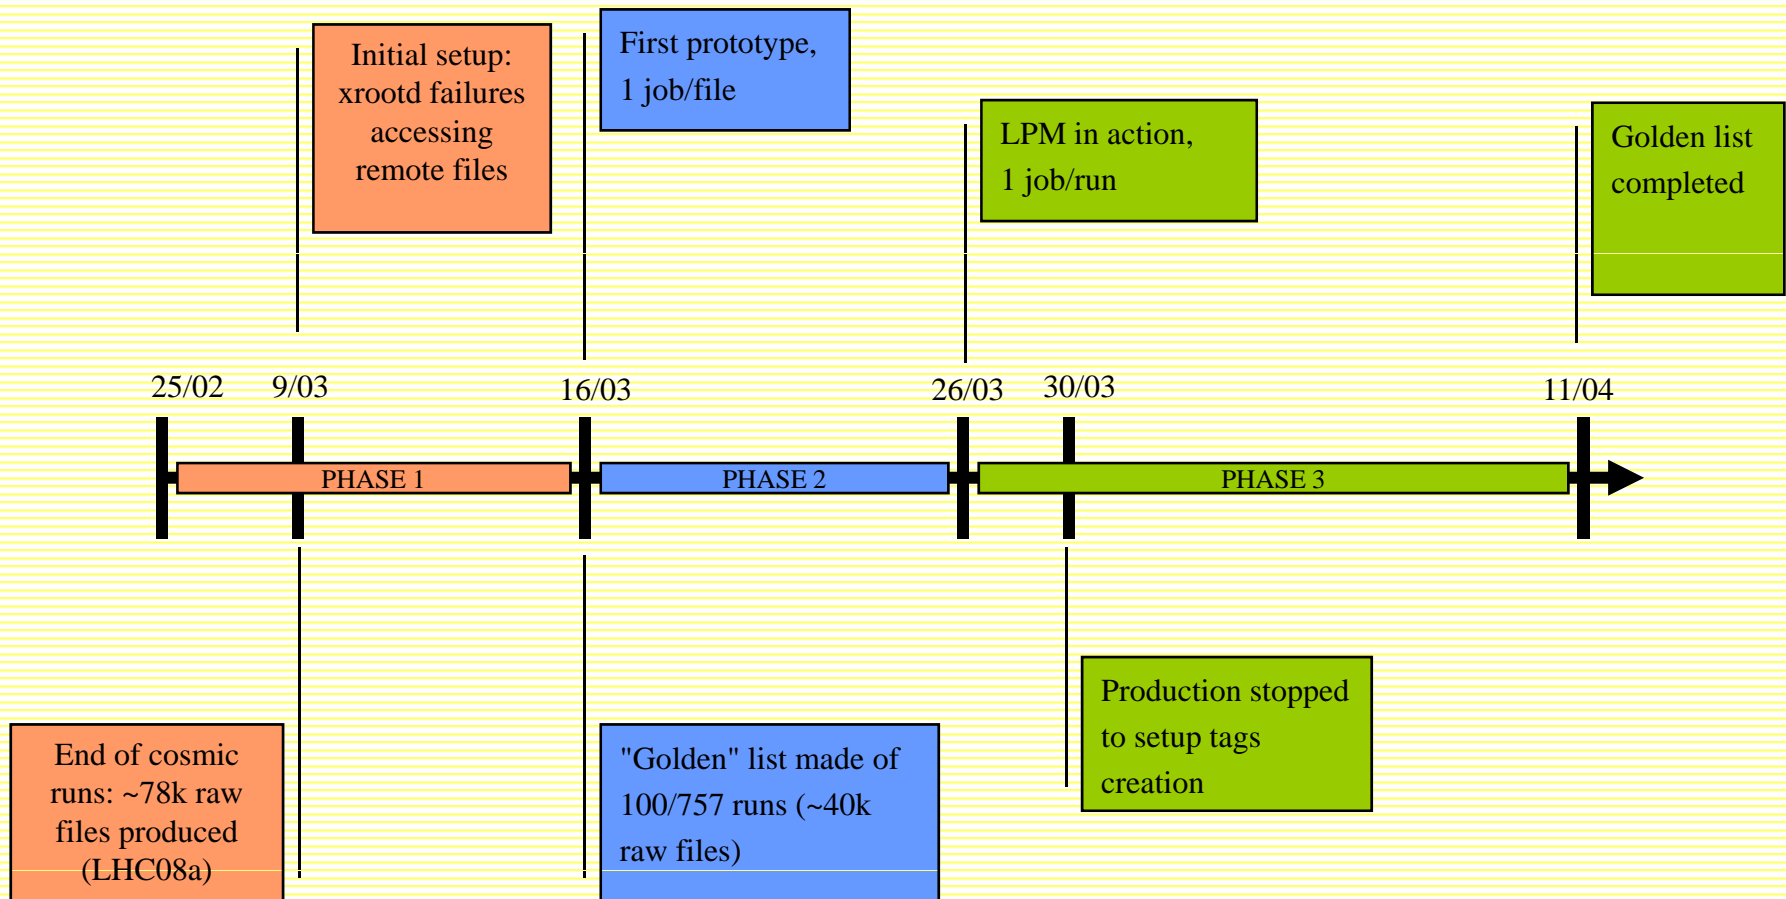 Initial setup:
xrootd failures
accessing
remote files
First prototype,
1 job/file
LPM in action,
1 job/run
Golden list
completed
25/02
9/03
16/03
26/03
30/03
11/04
PHASE 1
PHASE 2
PHASE 3
End of cosmic
runs: ~78k raw
files produced
(LHC08a)
"Golden" list made of
100/757 runs (~40k
raw files)
Production stopped
to setup tags
creation